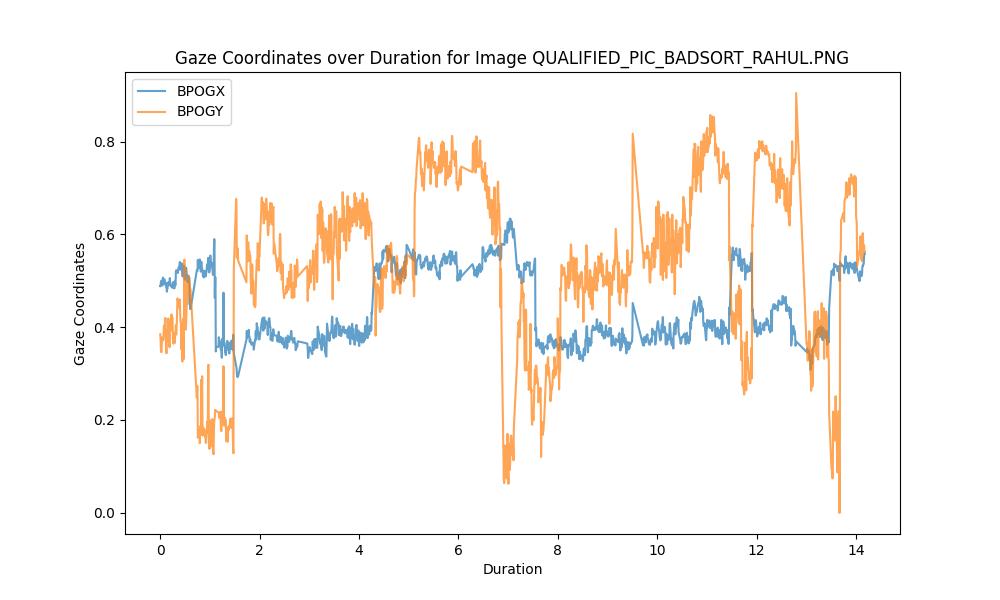 Gaze Coordinates over Duration for Image QUALIFIED_PIC_BADSORT_RAHUL.PNG
BPOGX
BPOGY
Gaze Coordinates
0.8
0.6
0.4
0.2
0.0
0 2 4 6 8 10 12 14
Duration